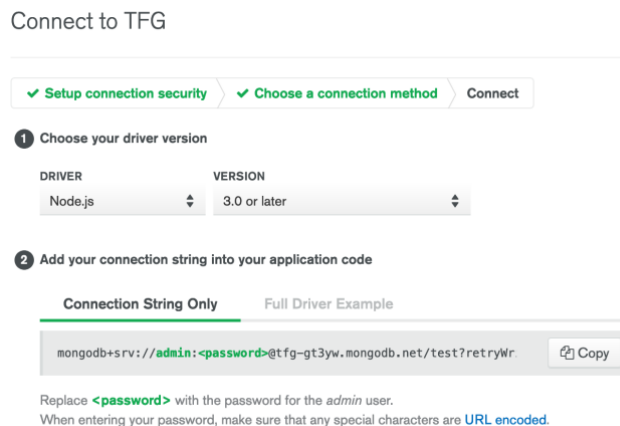 Connect to TFG
✔ Setup connection security ✔ Choose a connection method Connect
1 Choose your driver version
DRIVER VERSION
Node.js 3.0 or later
2 Add your connection string into your application code
Connection String Only Full Driver Example
mongodb+srv://admin:<password>@tfg-gt3yw.mongodb.net/test?retryWr Copy
Replace <password> with the password for the admin user.
When entering your password, make sure that any special characters are URL encoded.